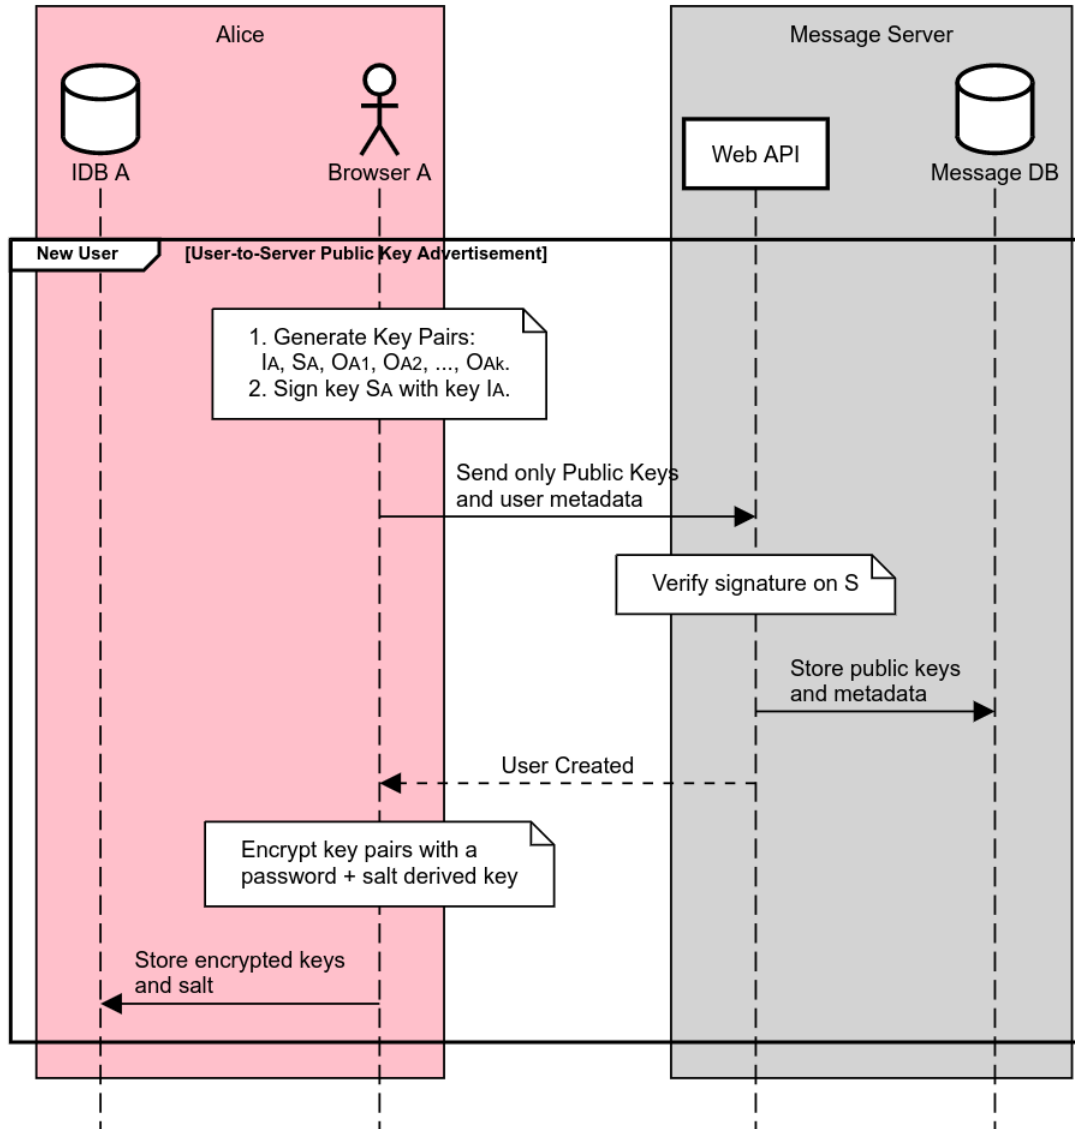 Alice
Message Server
IDB A
Browser A
Web API
Message DB
New User
[User-to-Server Public Key Advertisement]
1. Generate Key Pairs:
IA, SA, OA1, OA2, ..., OAk.
2. Sign key SA with key IA.
Send only Public Keys
and user metadata
Verify signature on S
Store public keys
and metadata
User Created
Encrypt key pairs with a
password + salt derived key
Store encrypted keys
and salt